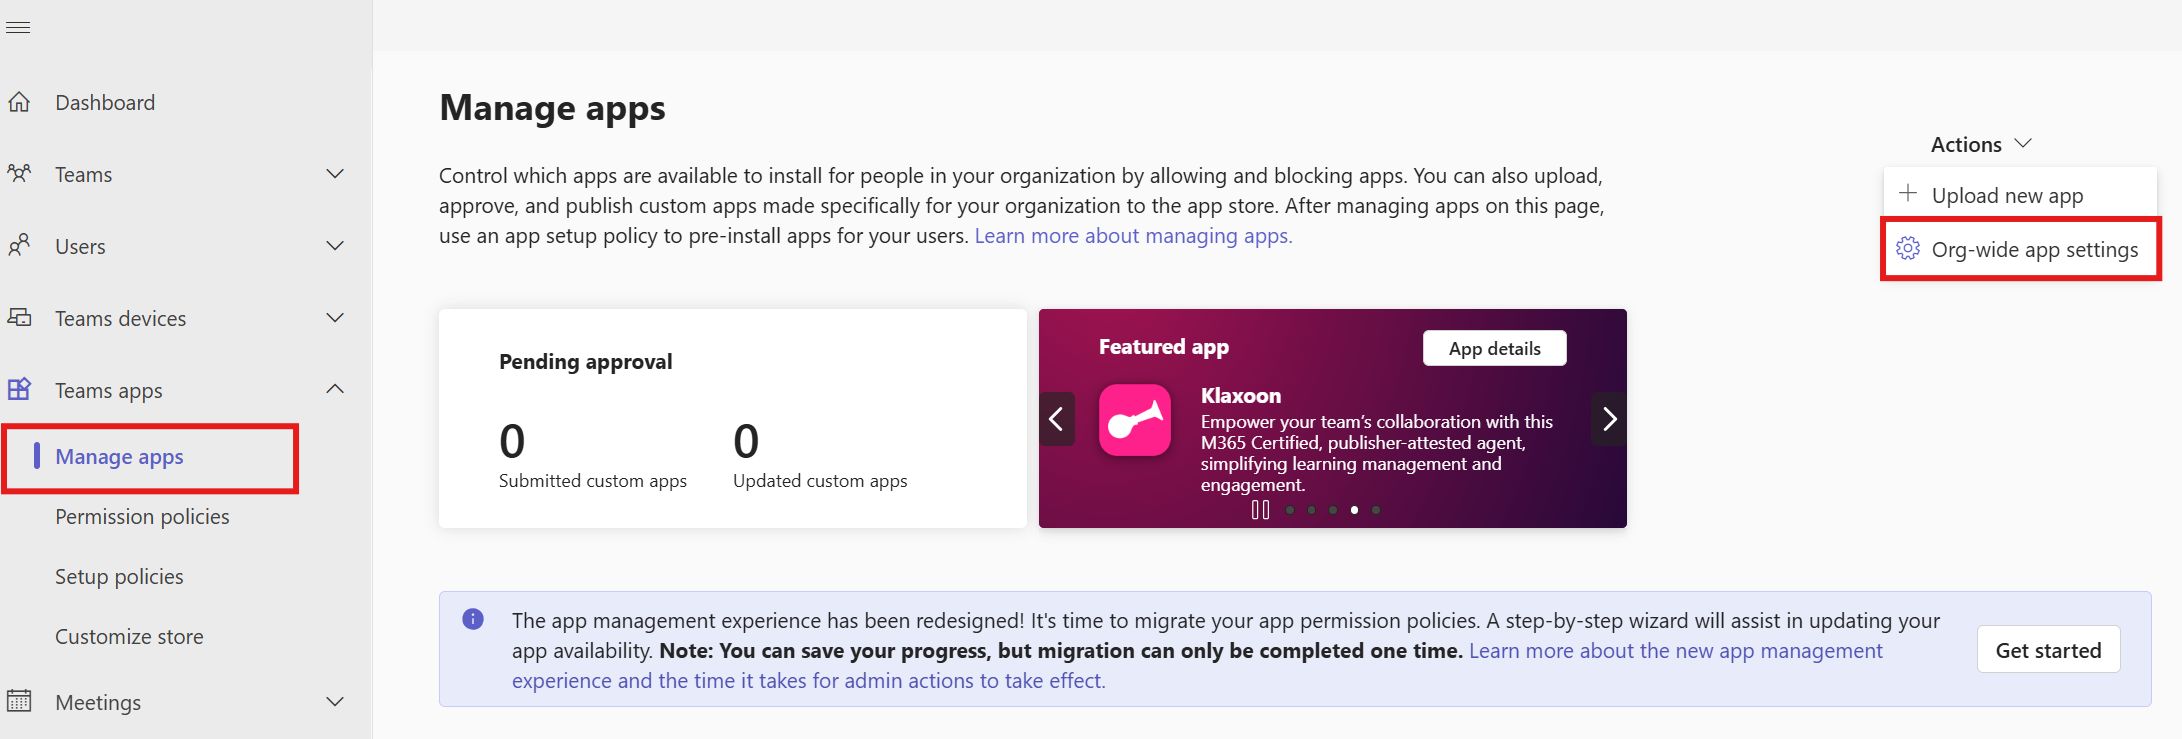 Dashboard
Teams
Users
Teams devices
Teams apps
Manage apps
Permission policies
Setup policies
Customize store
Meetings
Manage apps
Control which apps are available to install for people in your organization by allowing and blocking apps. You can also upload,
approve, and publish custom apps made specifically for your organization to the app store. After managing apps on this page,
use an app setup policy to pre-install apps for your users. Learn more about managing apps.
Actions
Upload new app
Org-wide app settings
Pending approval
0
Submitted custom apps
0
Updated custom apps
Featured app
App details
Klaxoon
Empower your team’s collaboration with this
M365 Certified, publisher-attested agent,
simplifying learning management and
engagement.
The app management experience has been redesigned! It's time to migrate your app permission policies. A step-by-step wizard will assist in updating your
app availability. Note: You can save your progress, but migration can only be completed one time. Learn more about the new app management
experience and the time it takes for admin actions to take effect.
Get started